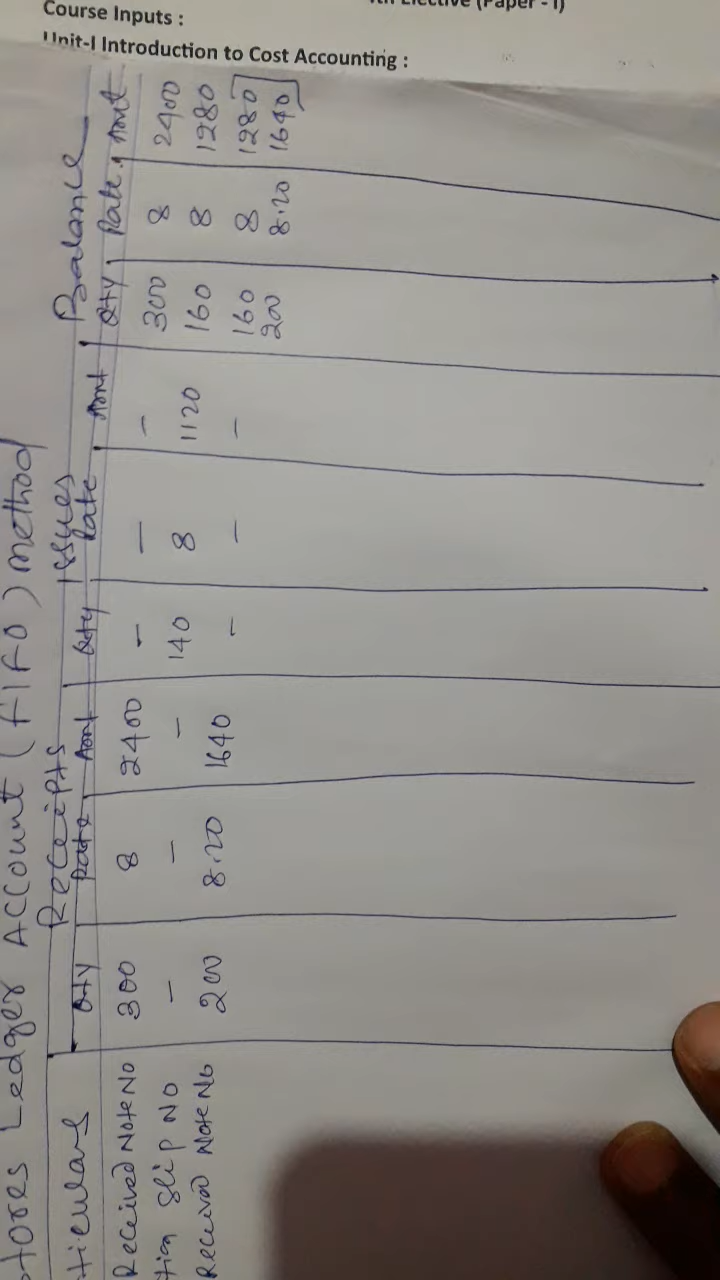 Course Inputs :
Unit-I Introduction to Cost Accounting :
Stores Ledger Account (FIFO) method
Receipts Issues Balance
ticulars Qty Rate Amt Qty Rate Amt Qty Rate Amt
Received Note No 300 8 2400 – – – 300 8 2400
tion Slip No – – – 140 8 1120 160 8 1280
Received Note No 200 8.20 1640 – – – 160 8 1280
200 8.20 1640